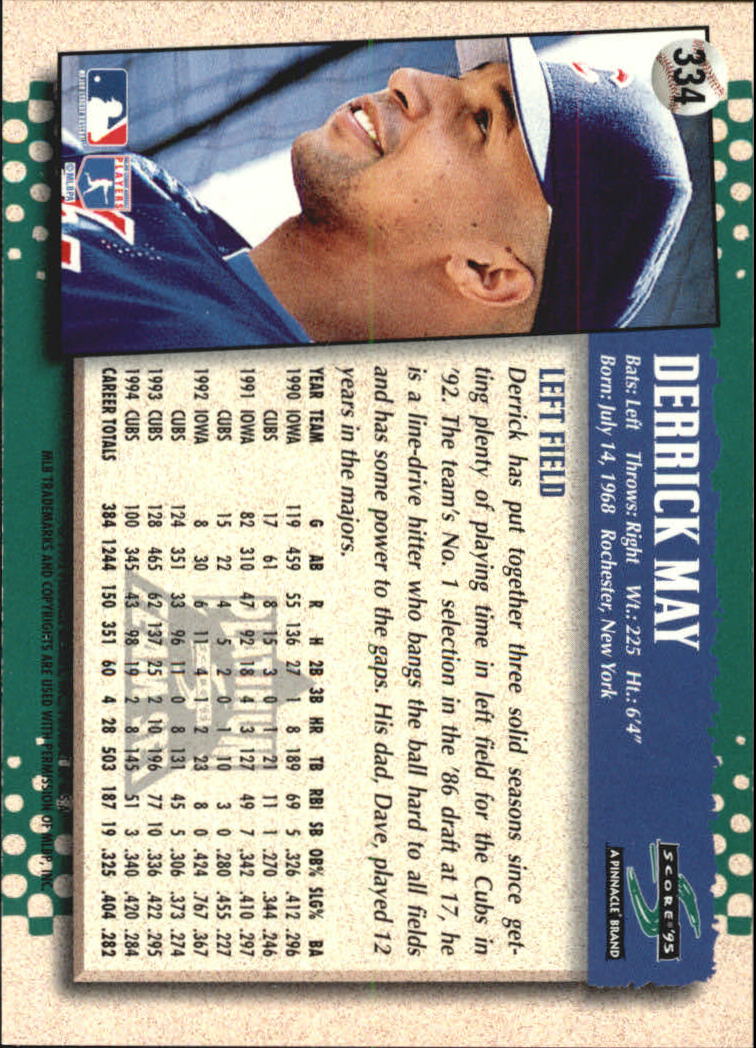 334
DERRICK MAY
Bats: Left Throws: Right Wt.: 225 Ht.: 6'4"
Born: July 14, 1968 Rochester, New York
SCORE® '95
A PINNACLE® BRAND
MAJOR LEAGUE BASEBALL
PLAYERS
© MLBPA
LEFT FIELD
Derrick has put together three solid seasons since get-
ting plenty of playing time in left field for the Cubs in
'92. The team's No. 1 selection in the '86 draft at 17, he
is a line-drive hitter who bangs the ball hard to all fields
and has some power to the gaps. His dad, Dave, played 12
years in the majors.
YEAR TEAM G AB R H 2B 3B HR TB RBI SB OB% SLG% BA
1990 IOWA 119 459 55 136 27 1 8 189 69 5 .326 .412 .296
CUBS 17 61 8 15 3 0 1 21 11 1 .270 .344 .246
1991 IOWA 82 310 47 92 18 4 3 127 49 7 .342 .410 .297
CUBS 15 22 4 5 2 0 1 10 3 0 .280 .455 .227
1992 IOWA 8 30 6 11 4 1 2 23 8 0 .424 .767 .367
CUBS 124 351 33 96 11 0 8 131 45 5 .306 .373 .274
1993 CUBS 128 465 62 137 25 2 10 196 77 10 .336 .422 .295
1994 CUBS 100 345 43 98 19 2 8 145 51 3 .340 .420 .284
CAREER TOTALS 384 1244 150 351 60 4 28 503 187 19 .325 .404 .282
MLB TRADEMARKS AND COPYRIGHTS ARE USED WITH PERMISSION OF MLBP, INC.